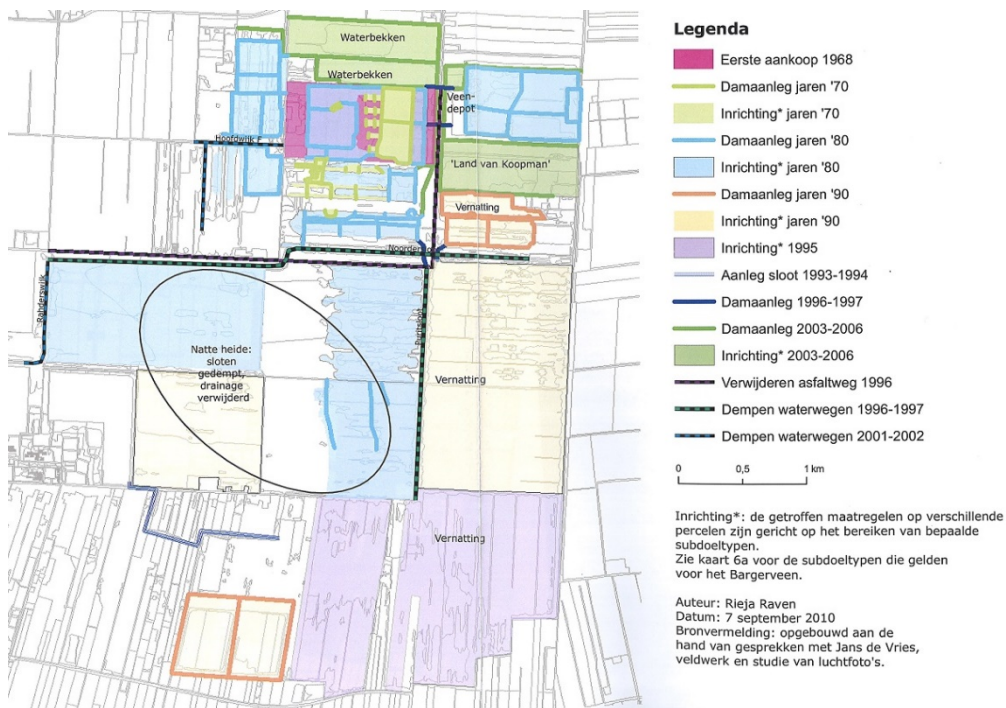 Waterbekken
Waterbekken
Veen-
depot
Hoofdwijk F
'Land van Koopman'
Vernatting
Natte heide:
sloten
gedempt,
drainage
verwijderd
Vernatting
Vernatting
Legenda
Eerste aankoop 1968
Damaanleg jaren '70
Inrichting* jaren '70
Damaanleg jaren '80
Inrichting* jaren '80
Damaanleg jaren '90
Inrichting* jaren '90
Inrichting* 1995
Aanleg sloot 1993-1994
Damaanleg 1996-1997
Damaanleg 2003-2006
Inrichting* 2003-2006
Verwijderen asfaltweg 1996
Dempen waterwegen 1996-1997
Dempen waterwegen 2001-2002
0 0,5 1 km
Inrichting*: de getroffen maatregelen op verschillende
percelen zijn gericht op het bereiken van bepaalde
subdoeltypen.
Zie kaart 6a voor de subdoeltypen die gelden
voor het Bargerveen.
Auteur: Rieja Raven
Datum: 7 september 2010
Bronvermelding: opgebouwd aan de
hand van gesprekken met Jans de Vries,
veldwerk en studie van luchtfoto's.